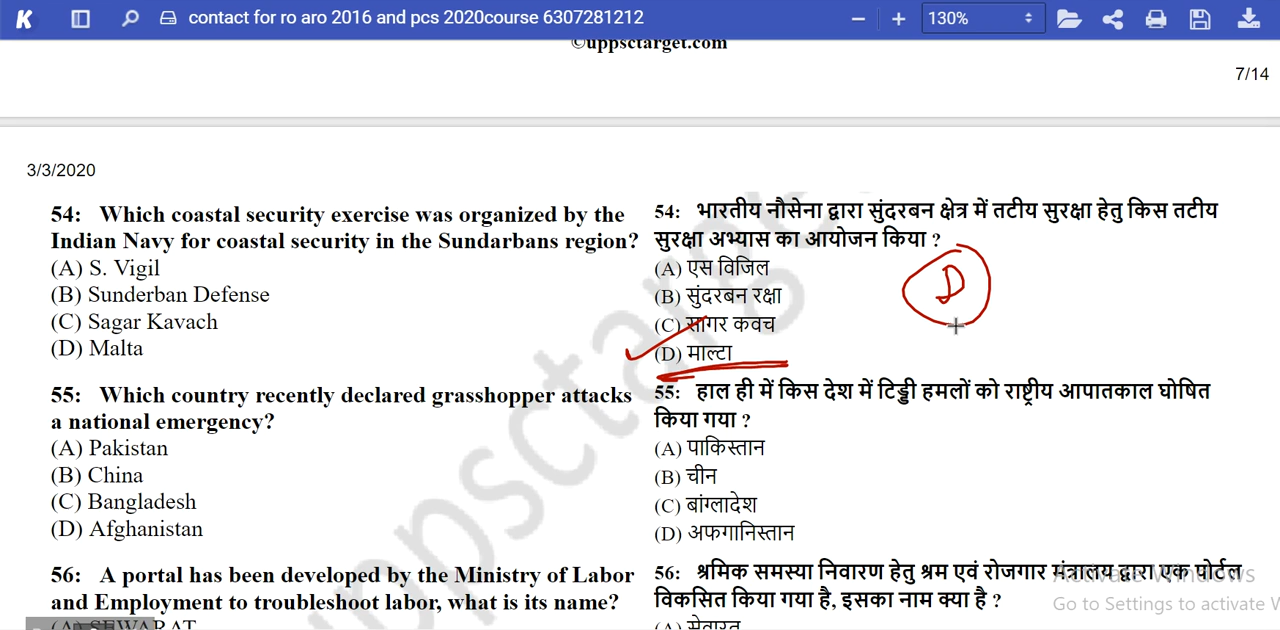 K contact for ro aro 2016 and pcs 2020course 6307281212 130%
©uppsctarget.com
7/14
3/3/2020
54: Which coastal security exercise was organized by the
Indian Navy for coastal security in the Sundarbans region?
(A) S. Vigil
(B) Sunderban Defense
(C) Sagar Kavach
(D) Malta
55: Which country recently declared grasshopper attacks
a national emergency?
(A) Pakistan
(B) China
(C) Bangladesh
(D) Afghanistan
56: A portal has been developed by the Ministry of Labor
and Employment to troubleshoot labor, what is its name?
54: भारतीय नौसेना द्वारा सुंदरबन क्षेत्र में तटीय सुरक्षा हेतु किस तटीय
सुरक्षा अभ्यास का आयोजन किया ?
(A) एस विजिल
(B) सुंदरबन रक्षा
(C) सागर कवच
(D) माल्टा
D
55: हाल ही में किस देश में टिड्डी हमलों को राष्ट्रीय आपातकाल घोषित
किया गया ?
(A) पाकिस्तान
(B) चीन
(C) बांग्लादेश
(D) अफगानिस्तान
56: श्रमिक समस्या निवारण हेतु श्रम एवं रोजगार मंत्रालय द्वारा एक पोर्टल
विकसित किया गया है, इसका नाम क्या है ?
Activate Windows
Go to Settings to activate W
uppsctarge